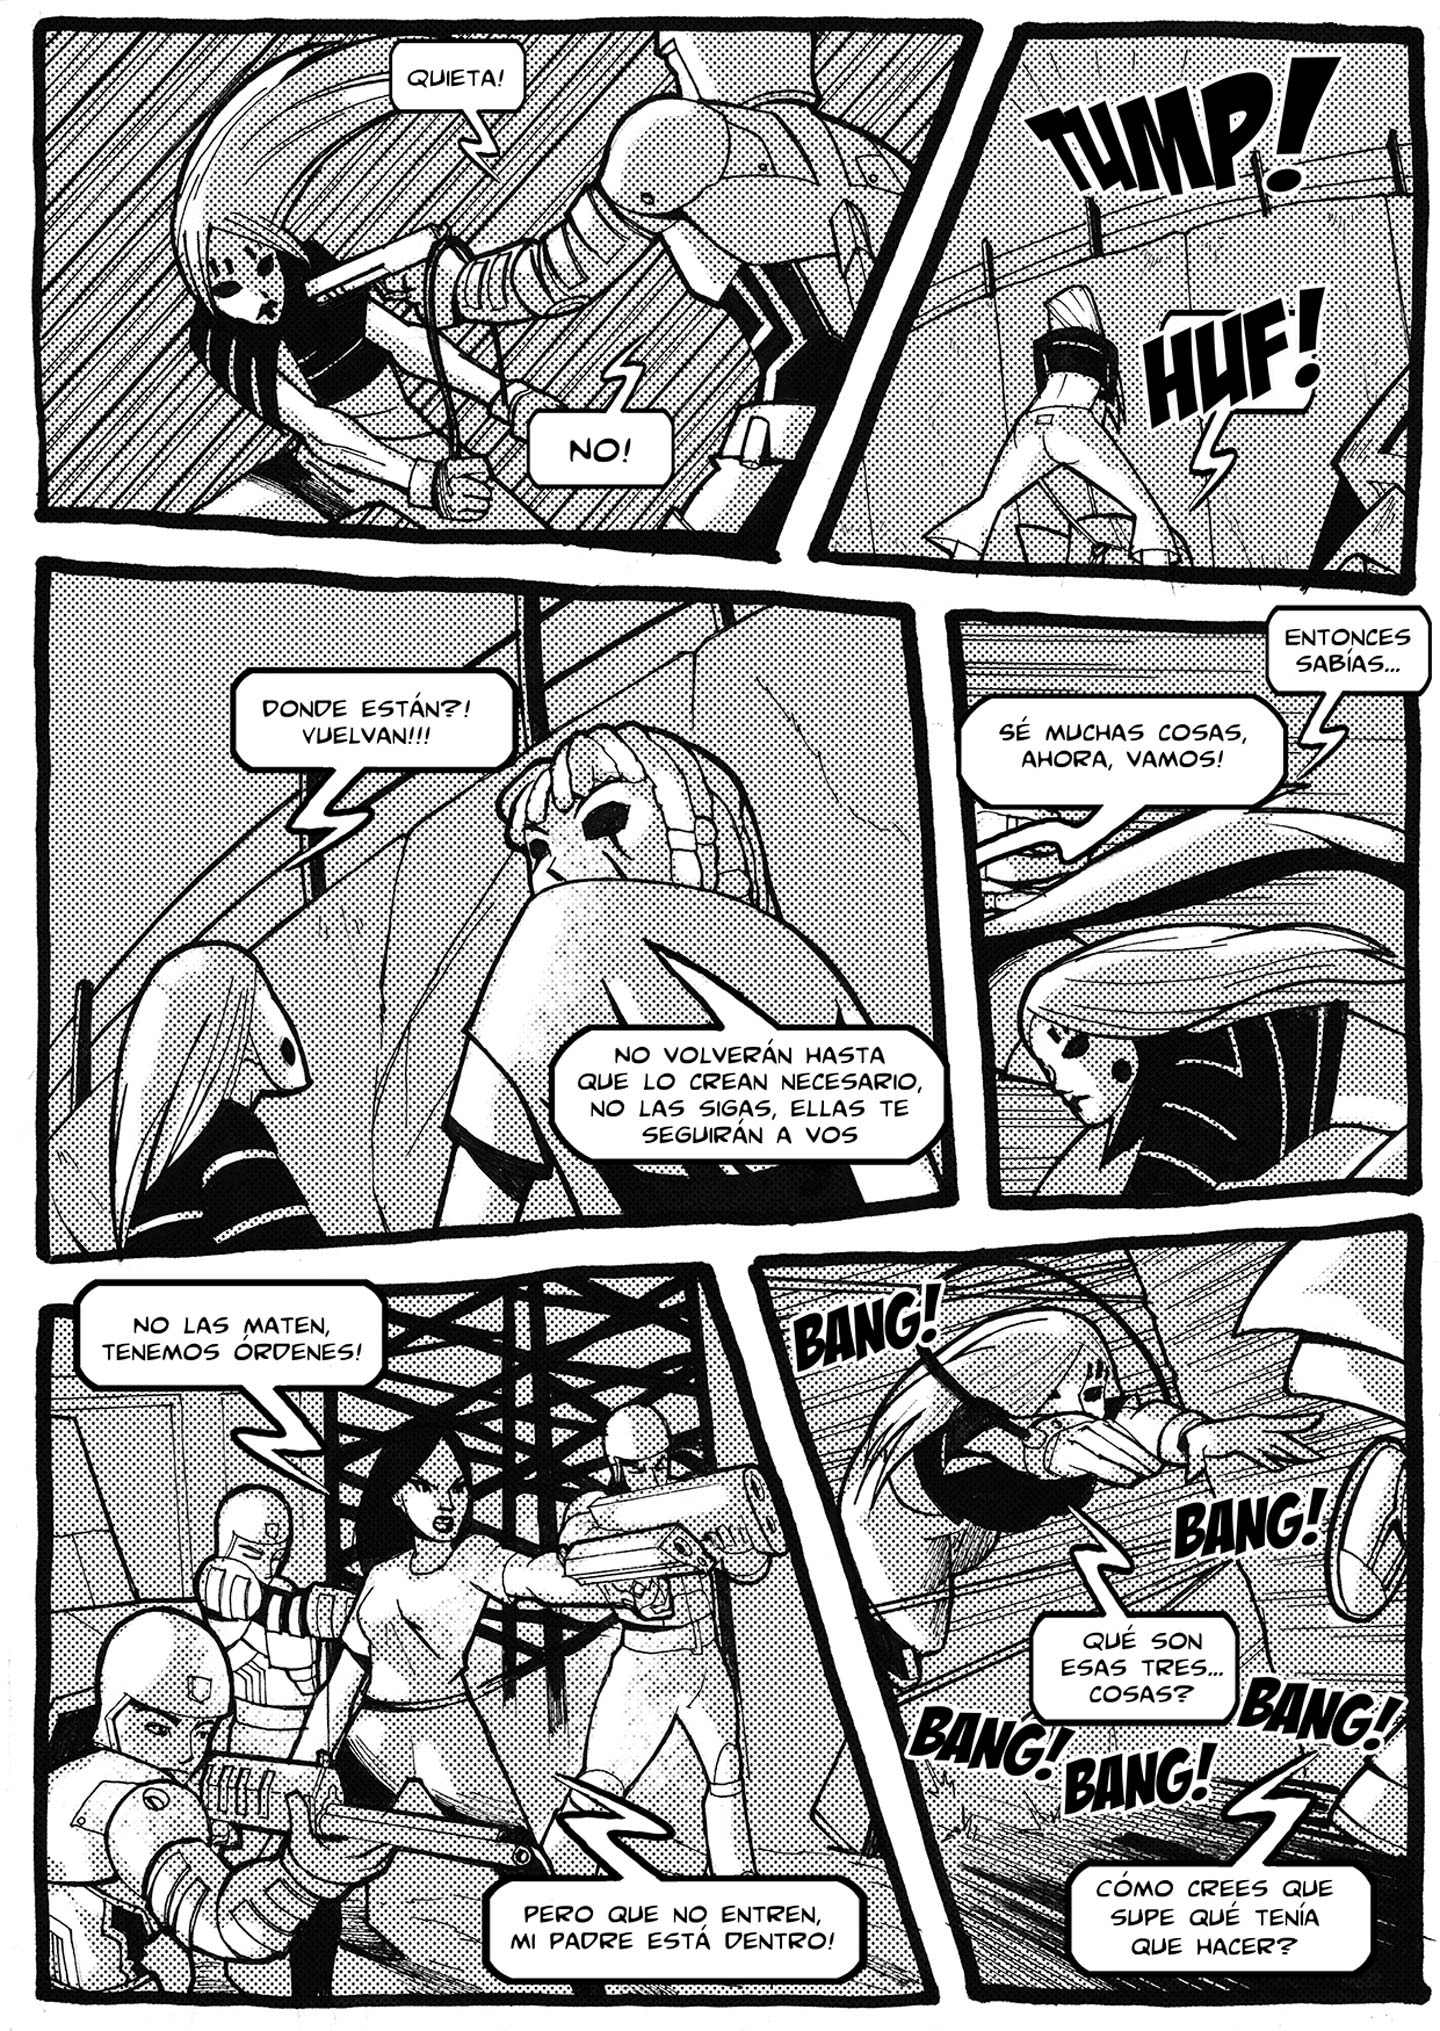 QUIETA!
NO!
TUMP!
HUF!
DONDE ESTÁN?!
VUELVAN!!!
NO VOLVERÁN HASTA
QUE LO CREAN NECESARIO,
NO LAS SIGAS, ELLAS TE
SEGUIRÁN A VOS
ENTONCES
SABÍAS...
SÉ MUCHAS COSAS,
AHORA, VAMOS!
NO LAS MATEN,
TENEMOS ÓRDENES!
PERO QUE NO ENTREN,
MI PADRE ESTÁ DENTRO!
BANG!
BANG!
QUÉ SON
ESAS TRES...
COSAS?
BANG!
BANG!
BANG!
CÓMO CREES QUE
SUPE QUÉ TENÍA
QUE HACER?